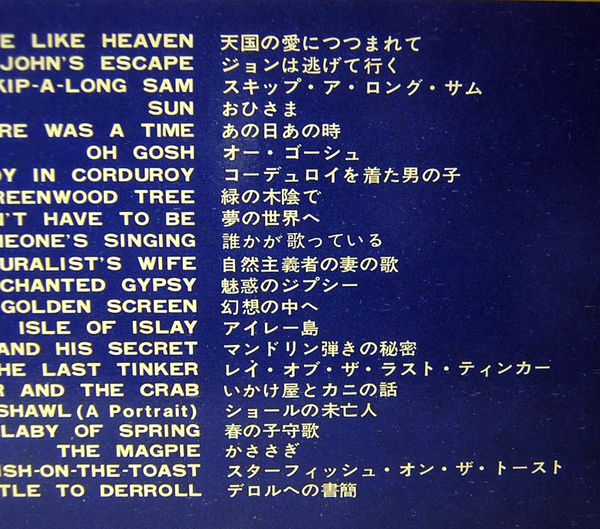 E LIKE HEAVEN 天国の愛につつまれて
JOHN'S ESCAPE ジョンは逃げて行く
KIP-A-LONG SAM スキップ・ア・ロング・サム
SUN おひさま
RE WAS A TIME あの日あの時
OH GOSH オー・ゴーシュ
Y IN CORDUROY コーデュロイを着た男の子
REENWOOD TREE 緑の木陰で
N'T HAVE TO BE 夢の世界へ
MEONE'S SINGING 誰かが歌っている
URALIST'S WIFE 自然主義者の妻の歌
CHANTED GYPSY 魅惑のジプシー
GOLDEN SCREEN 幻想の中へ
ISLE OF ISLAY アイレー島
AND HIS SECRET マンドリン弾きの秘密
HE LAST TINKER レイ・オブ・ザ・ラスト・ティンカー
R AND THE CRAB いかけ屋とカニの話
SHAWL (A Portrait) ショールの未亡人
LABY OF SPRING 春の子守歌
THE MAGPIE かささぎ
ISH-ON-THE-TOAST スターフィッシュ・オン・ザ・トースト
TLE TO DERROLL デロルへの書簡